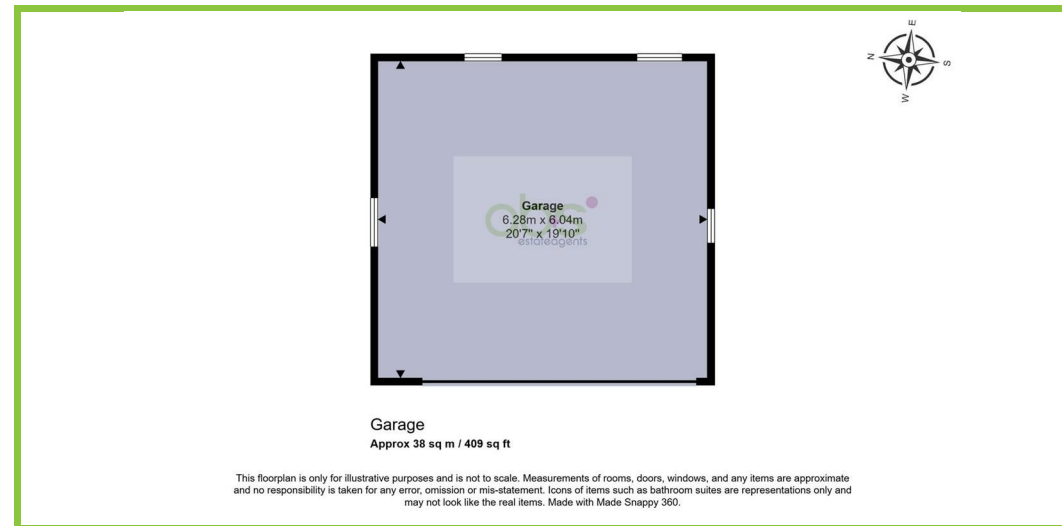 E
N
S
W
Garage
6.28m x 6.04m
20'7" x 19'10"
estateagents
Garage
Approx 38 sq m / 409 sq ft
This floorplan is only for illustrative purposes and is not to scale. Measurements of rooms, doors, windows, and any items are approximate
and no responsibility is taken for any error, omission or mis-statement. Icons of items such as bathroom suites are representations only and
may not look like the real items. Made with Made Snappy 360.